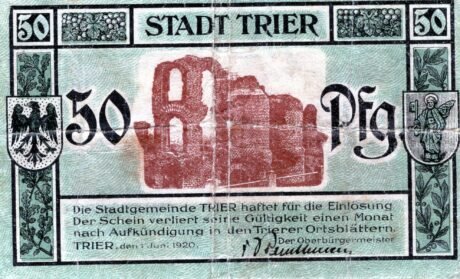 50 STADT TRIER 50
50 Pfg.
Die Stadtgemeinde TRIER haftet für die Einlösung
Der Schein verliert seine Gültigkeit einen Monat
nach Aufkündigung in den Trierer Ortsblättern.
TRIER, den 1. Juni 1920. Der Oberbürgermeister